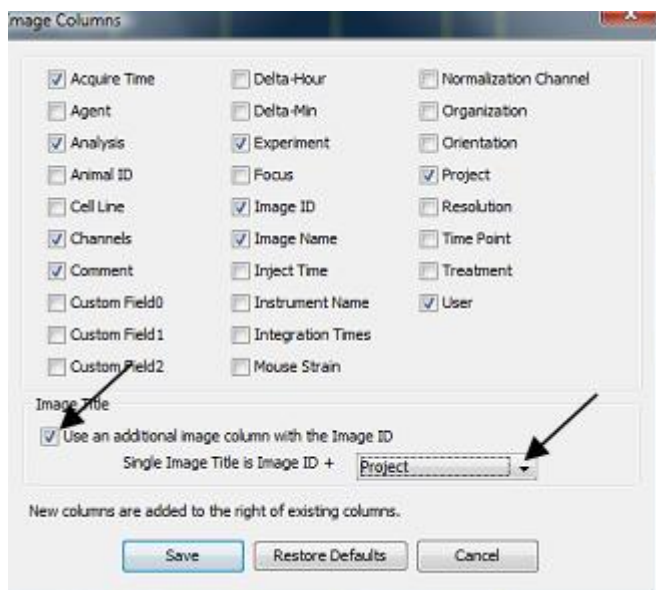 mage Columns
Acquire Time
Agent
Analysis
Animal ID
Cell Line
Channels
Comment
Custom Field0
Custom Field1
Custom Field2
Delta-Hour
Delta-Min
Experiment
Focus
Image ID
Image Name
Inject Time
Instrument Name
Integration Times
Mouse Strain
Normalization Channel
Organization
Orientation
Project
Resolution
Time Point
Treatment
User
Image Title
Use an additional image column with the Image ID
Single Image Title is Image ID + Project
New columns are added to the right of existing columns.
Save Restore Defaults Cancel